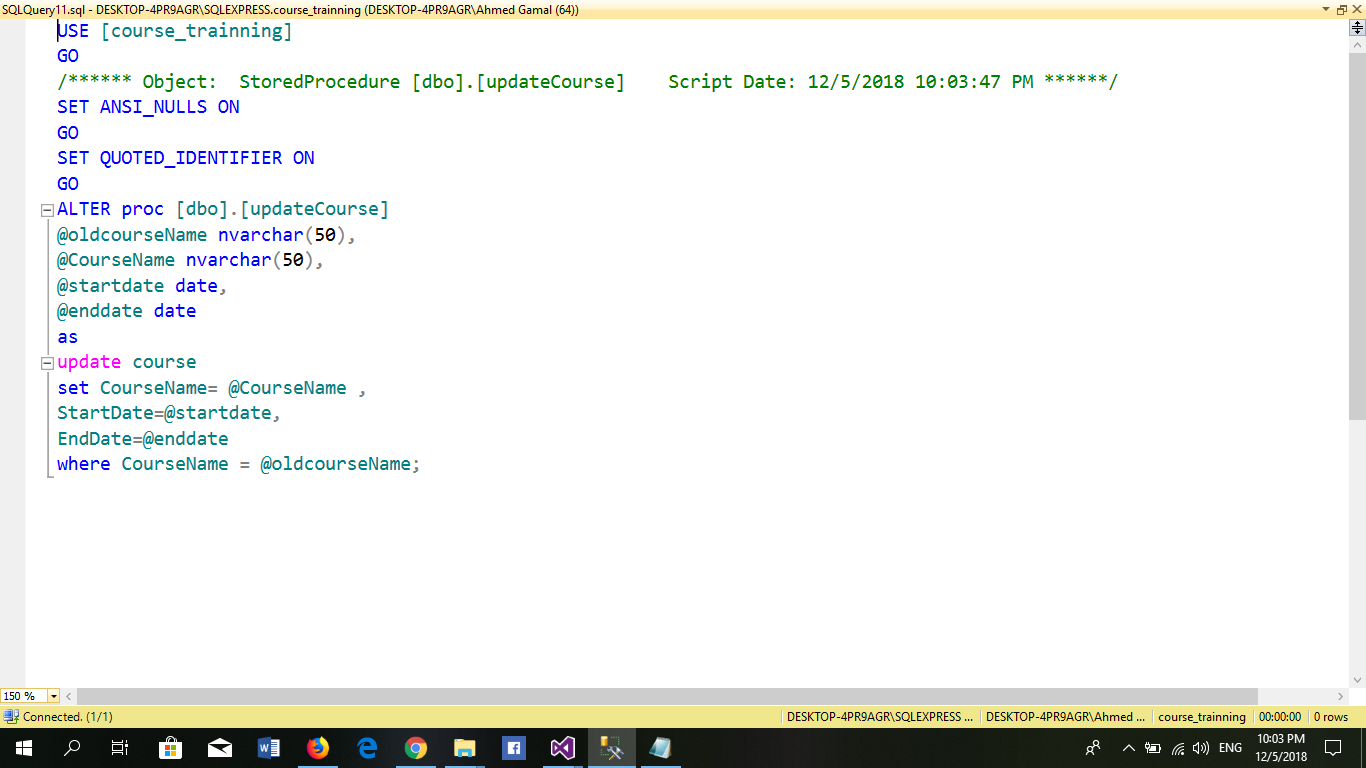 SQLQuery11.sql - DESKTOP-4PR9AGR\SQLEXPRESS.course_trainning (DESKTOP-4PR9AGR\Ahmed Gamal (64))
USE [course_trainning]
GO
/****** Object:  StoredProcedure [dbo].[updateCourse]    Script Date: 12/5/2018 10:03:47 PM ******/
SET ANSI_NULLS ON
GO
SET QUOTED_IDENTIFIER ON
GO
ALTER proc [dbo].[updateCourse]
@oldcourseName nvarchar(50),
@CourseName nvarchar(50),
@startdate date,
@enddate date
as
update course
set CourseName= @CourseName ,
StartDate=@startdate,
EndDate=@enddate
where CourseName = @oldcourseName;
150 %
Connected. (1/1)
DESKTOP-4PR9AGR\SQLEXPRESS ...
DESKTOP-4PR9AGR\Ahmed ...
course_trainning
00:00:00
0 rows
ENG
10:03 PM
12/5/2018